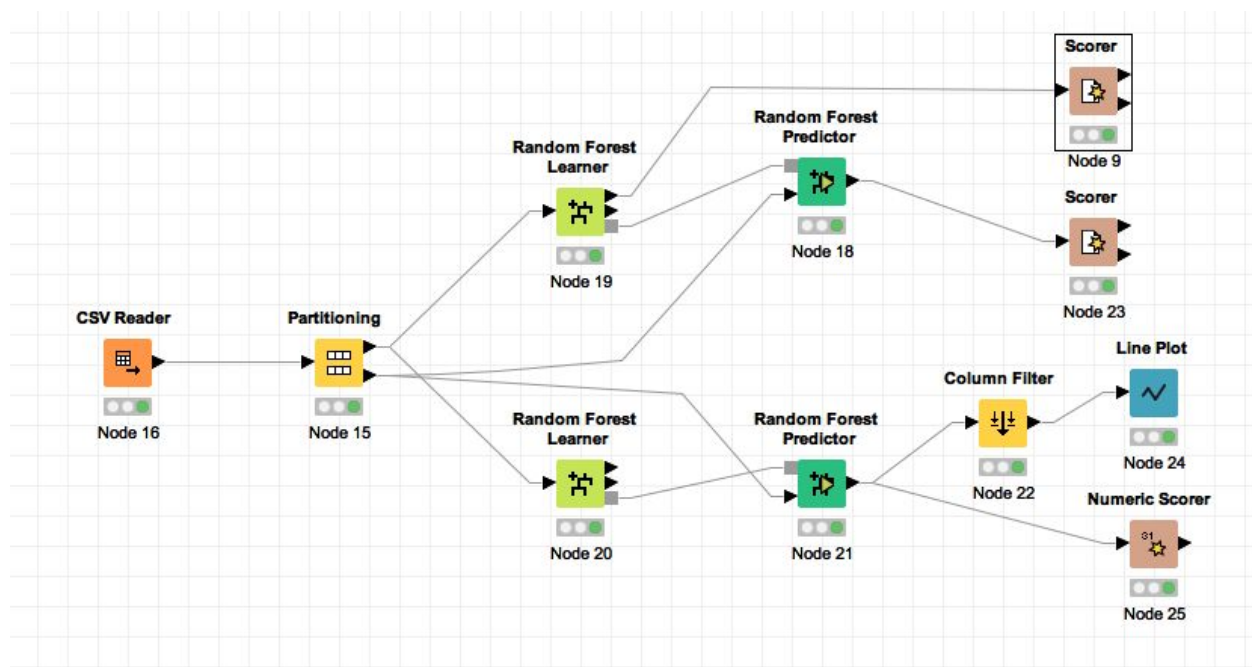 Scorer
Node 9
Random Forest
Predictor
Node 18
Random Forest
Learner
Node 19
Scorer
Node 23
CSV Reader
Node 16
Partitioning
Node 15
Line Plot
Node 24
Column Filter
Node 22
Random Forest
Learner
Node 20
Random Forest
Predictor
Node 21
Numeric Scorer
31
Node 25